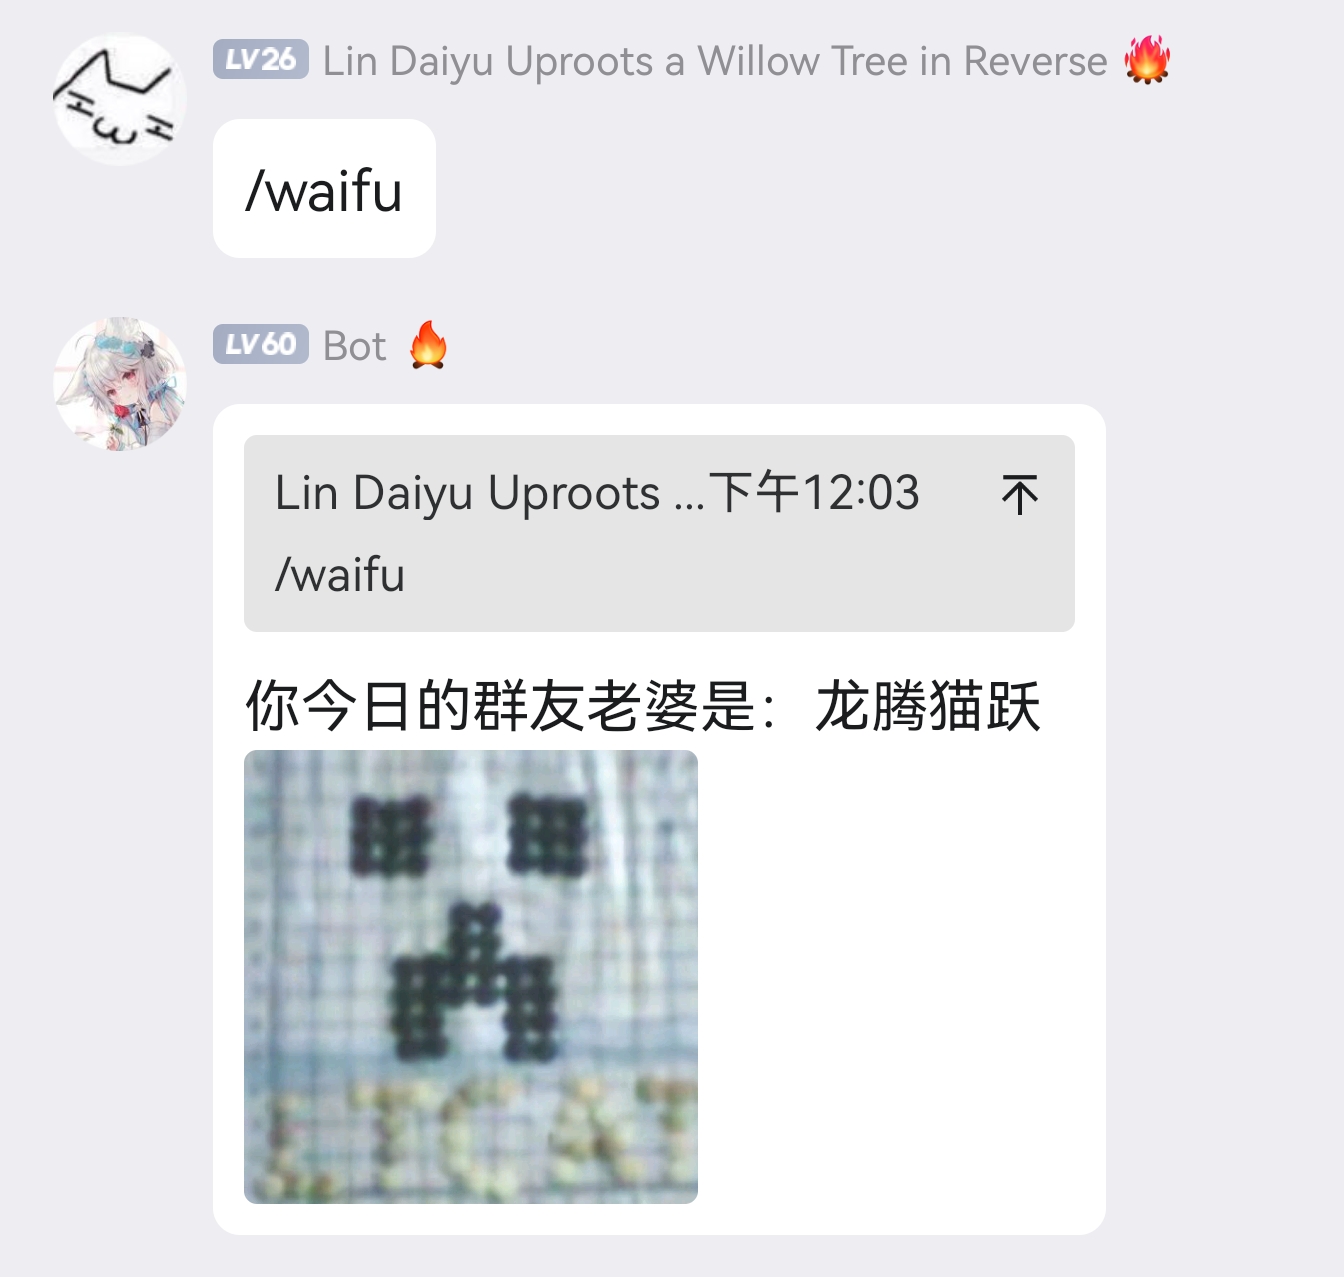 LV26 Lin Daiyu Uproots a Willow Tree in Reverse 🔥
/waifu
LV60 Bot 🔥
Lin Daiyu Uproots ...下午12:03
/waifu
你今日的群友老婆是：龙腾猫跃
LTCAT